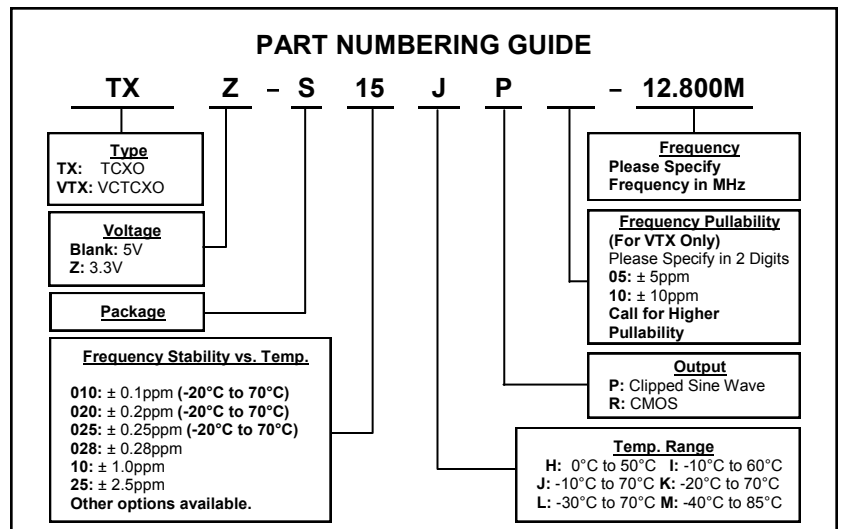 PART NUMBERING GUIDE
TX Z – S 15 J P – 12.800M
Type
TX: TCXO
VTX: VCTCXO
Voltage
Blank: 5V
Z: 3.3V
Package
Frequency Stability vs. Temp.
010: ± 0.1ppm (-20°C to 70°C)
020: ± 0.2ppm (-20°C to 70°C)
025: ± 0.25ppm (-20°C to 70°C)
028: ± 0.28ppm
10: ± 1.0ppm
25: ± 2.5ppm
Other options available.
Frequency
Please Specify
Frequency in MHz
Frequency Pullability
(For VTX Only)
Please Specify in 2 Digits
05: ± 5ppm
10: ± 10ppm
Call for Higher
Pullability
Output
P: Clipped Sine Wave
R: CMOS
Temp. Range
H: 0°C to 50°C I: -10°C to 60°C
J: -10°C to 70°C K: -20°C to 70°C
L: -30°C to 70°C M: -40°C to 85°C